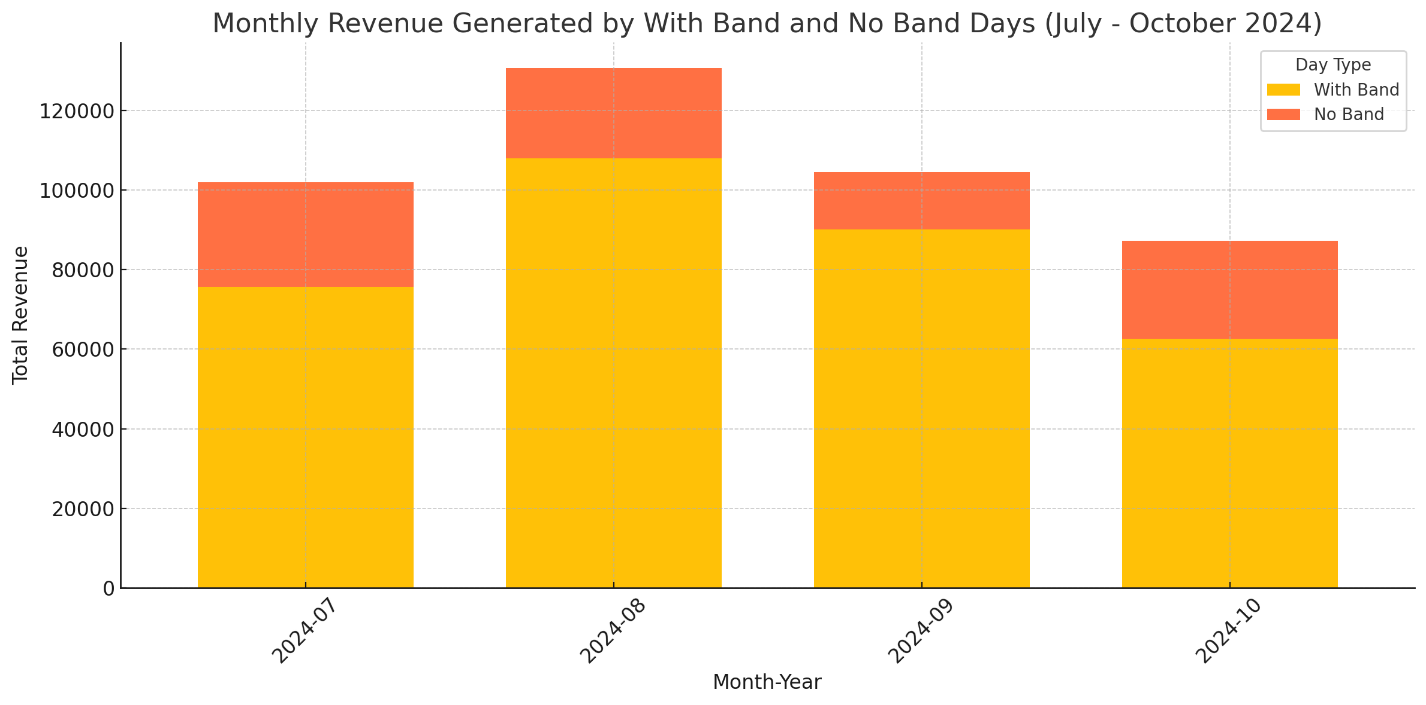 Monthly Revenue Generated by With Band and No Band Days (July - October 2024)
Day Type
With Band
No Band
120000
100000
80000
60000
40000
20000
0
Total Revenue
2024-07
2024-08
2024-09
2024-10
Month-Year